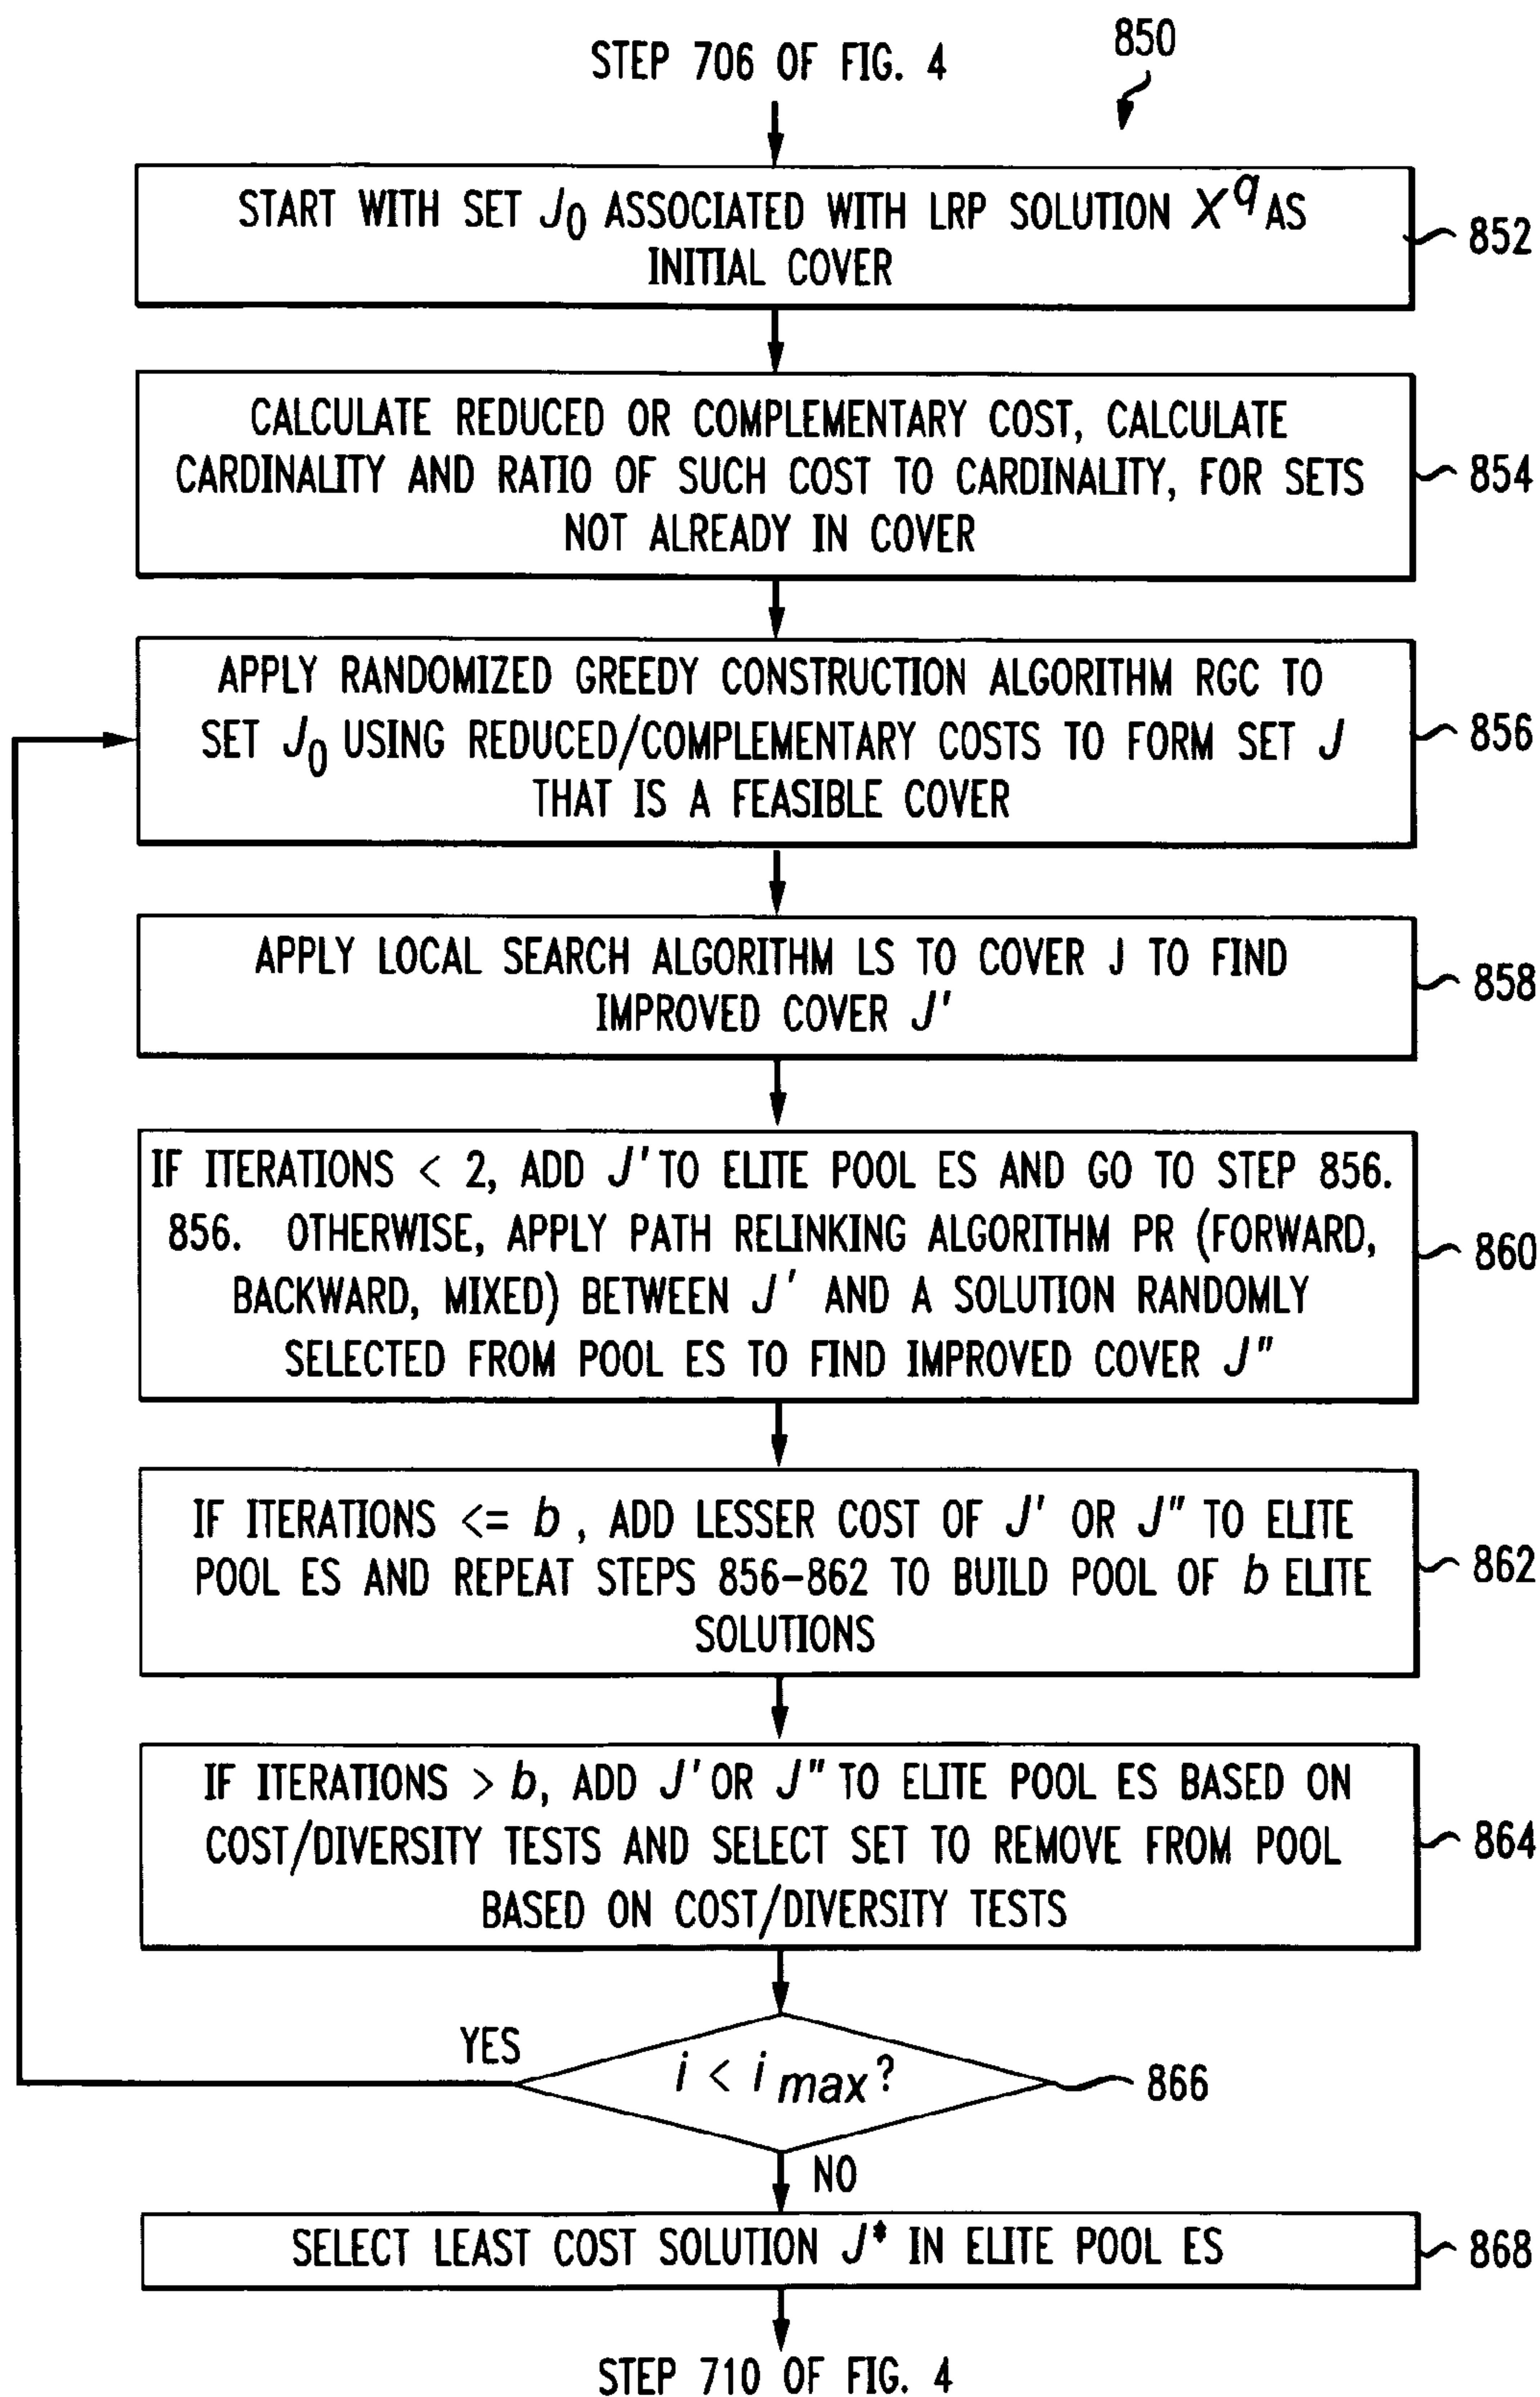 850
STEP 706 OF FIG. 4
START WITH SET J0 ASSOCIATED WITH LRP SOLUTION X^q AS
INITIAL COVER
852
CALCULATE REDUCED OR COMPLEMENTARY COST, CALCULATE
CARDINALITY AND RATIO OF SUCH COST TO CARDINALITY, FOR SETS
NOT ALREADY IN COVER
854
APPLY RANDOMIZED GREEDY CONSTRUCTION ALGORITHM RGC TO
SET J0 USING REDUCED/COMPLEMENTARY COSTS TO FORM SET J
THAT IS A FEASIBLE COVER
856
APPLY LOCAL SEARCH ALGORITHM LS TO COVER J TO FIND
IMPROVED COVER J'
858
IF ITERATIONS < 2, ADD J' TO ELITE POOL ES AND GO TO STEP 856.
856. OTHERWISE, APPLY PATH RELINKING ALGORITHM PR (FORWARD,
BACKWARD, MIXED) BETWEEN J' AND A SOLUTION RANDOMLY
SELECTED FROM POOL ES TO FIND IMPROVED COVER J"
860
IF ITERATIONS <= b, ADD LESSER COST OF J' OR J" TO ELITE
POOL ES AND REPEAT STEPS 856-862 TO BUILD POOL OF b ELITE
SOLUTIONS
862
IF ITERATIONS > b, ADD J' OR J" TO ELITE POOL ES BASED ON
COST/DIVERSITY TESTS AND SELECT SET TO REMOVE FROM POOL
BASED ON COST/DIVERSITY TESTS
864
YES
i < i max?
866
NO
SELECT LEAST COST SOLUTION J* IN ELITE POOL ES
868
STEP 710 OF FIG. 4